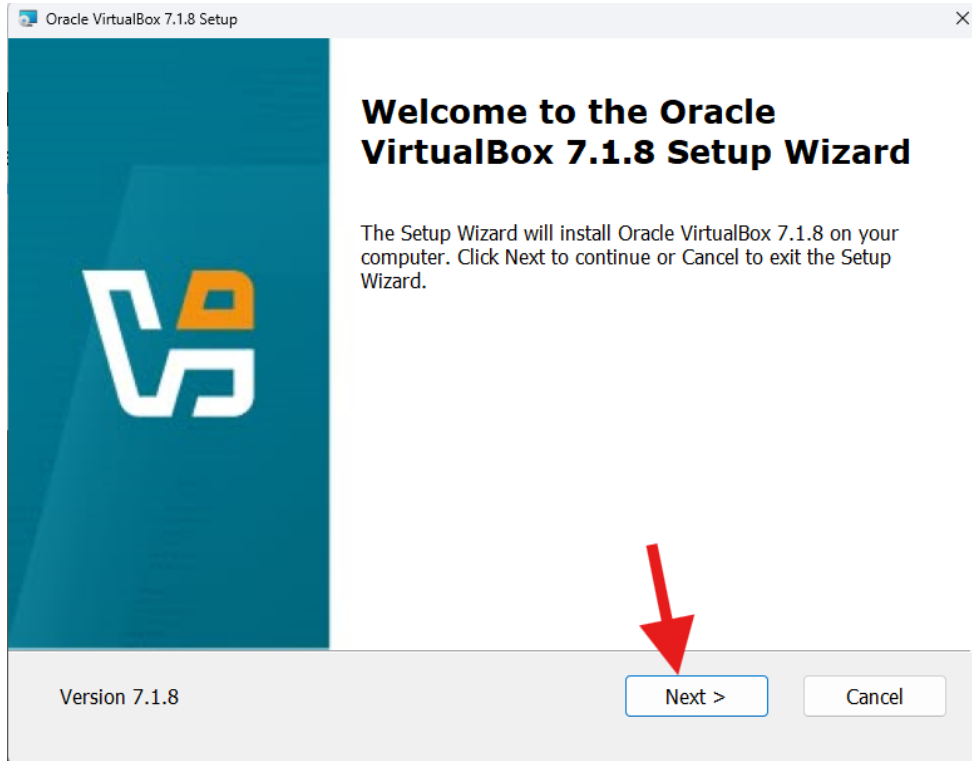 Oracle VirtualBox 7.1.8 Setup
Welcome to the Oracle
VirtualBox 7.1.8 Setup Wizard
The Setup Wizard will install Oracle VirtualBox 7.1.8 on your
computer. Click Next to continue or Cancel to exit the Setup
Wizard.
Version 7.1.8
Next >
Cancel